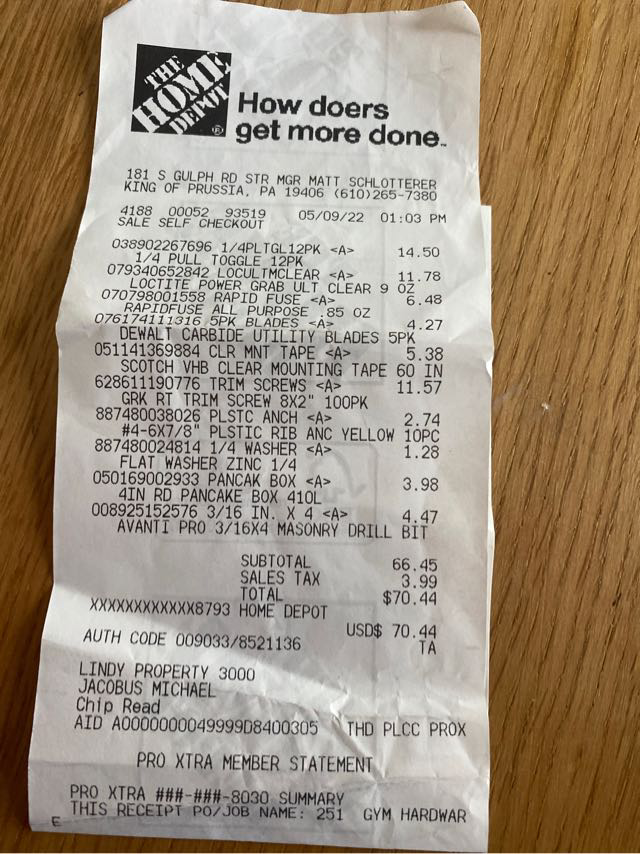 THE
HOME
DEPOT
®
How doers
get more done™
181 S GULPH RD STR MGR MATT SCHLOTTERER
KING OF PRUSSIA, PA 19406 (610)265-7380
4188 00052 93519 05/09/22 01:03 PM
SALE SELF CHECKOUT
038902267696 1/4PLTGL12PK <A> 14.50
1/4 PULL TOGGLE 12PK
079340652842 LOCULTMCLEAR <A> 11.78
LOCTITE POWER GRAB ULT CLEAR 9 OZ
070798001558 RAPID FUSE <A> 6.48
RAPIDFUSE ALL PURPOSE .85 OZ
076174111316 5PK BLADES <A> 4.27
DEWALT CARBIDE UTILITY BLADES 5PK
051141369884 CLR MNT TAPE <A> 5.38
SCOTCH VHB CLEAR MOUNTING TAPE 60 IN
628611190776 TRIM SCREWS <A> 11.57
GRK RT TRIM SCREW 8X2" 100PK
887480038026 PLSTC ANCH <A> 2.74
#4-6X7/8" PLSTIC RIB ANC YELLOW 10PC
887480024814 1/4 WASHER <A> 1.28
FLAT WASHER ZINC 1/4
050169002933 PANCAK BOX <A> 3.98
4IN RD PANCAKE BOX 410L
008925152576 3/16 IN. X 4 <A> 4.47
AVANTI PRO 3/16X4 MASONRY DRILL BIT
SUBTOTAL 66.45
SALES TAX 3.99
TOTAL $70.44
XXXXXXXXXXXX8793 HOME DEPOT
USD$ 70.44
AUTH CODE 009033/8521136 TA
LINDY PROPERTY 3000
JACOBUS MICHAEL
Chip Read
AID A0000000049999D8400305 THD PLCC PROX
PRO XTRA MEMBER STATEMENT
PRO XTRA ###-###-8030 SUMMARY
THIS RECEIPT PO/JOB NAME: 251 GYM HARDWAR
E